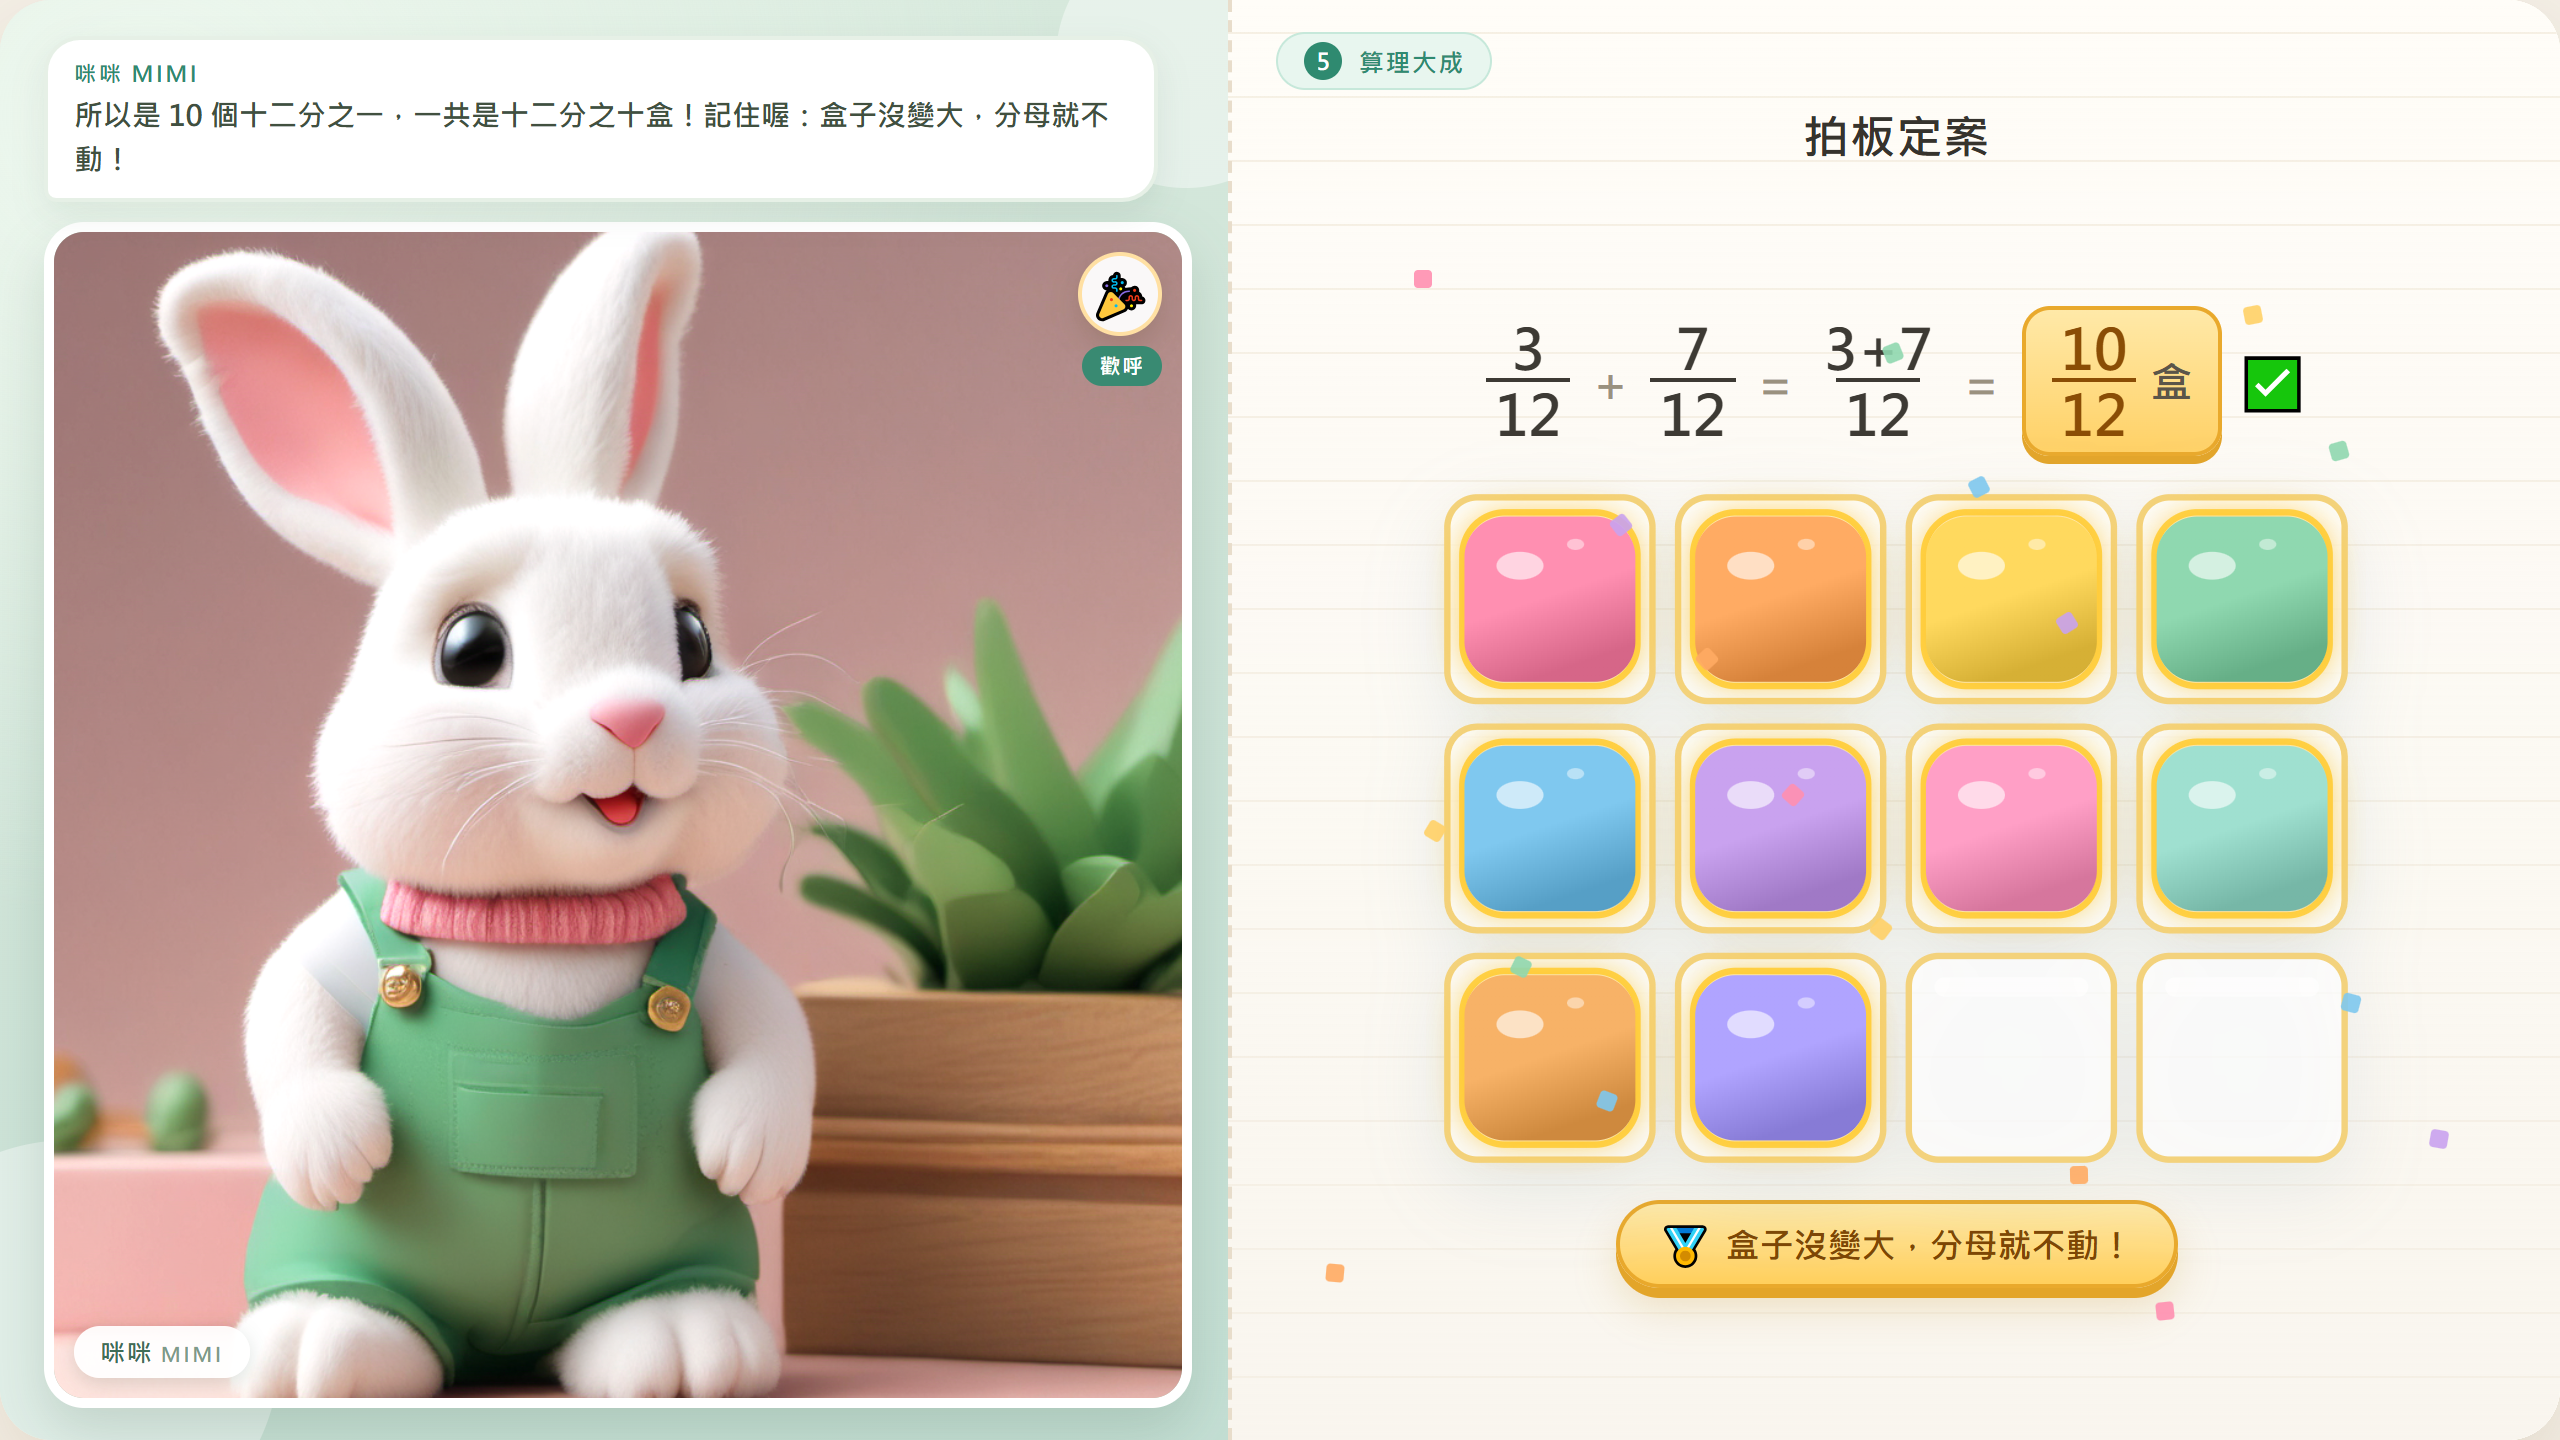 咪咪 MIMI
所以是 10 個十二分之一，一共是十二分之十盒！記住喔：盒子沒變大，分母就不
動！
歡呼
咪咪 MIMI
5 算理大成
拍板定案
3/12 + 7/12 = 3+7/12 = 10/12 盒
盒子沒變大，分母就不動！